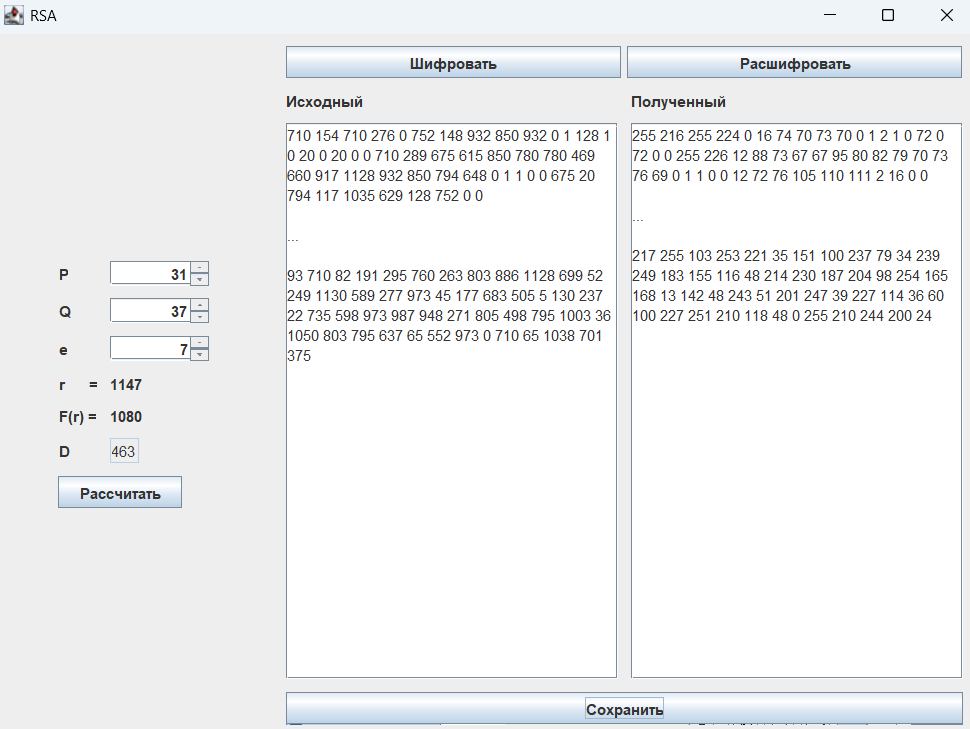 RSA
Шифровать
Расшифровать
Исходный
Полученный
710 154 710 276 0 752 148 932 850 932 0 1 128 1
0 20 0 20 0 0 710 289 675 615 850 780 780 469
660 917 1128 932 850 794 648 0 1 1 0 0 675 20
794 117 1035 629 128 752 0 0
...
93 710 82 191 295 760 263 803 886 1128 699 52
249 1130 589 277 973 45 177 683 505 5 130 237
22 735 598 973 987 948 271 805 498 795 1003 36
1050 803 795 637 65 552 973 0 710 65 1038 701
375
255 216 255 224 0 16 74 70 73 70 0 1 2 1 0 72 0
72 0 0 255 226 12 88 73 67 67 95 80 82 79 70 73
76 69 0 1 1 0 0 12 72 76 105 110 111 2 16 0 0
...
217 255 103 253 221 35 151 100 237 79 34 239
249 183 155 116 48 214 230 187 204 98 254 165
168 13 142 48 243 51 201 247 39 227 114 36 60
100 227 251 210 118 48 0 255 210 244 200 24
P 31
Q 37
e 7
r = 1147
F(r) = 1080
D 463
Рассчитать
Сохранить